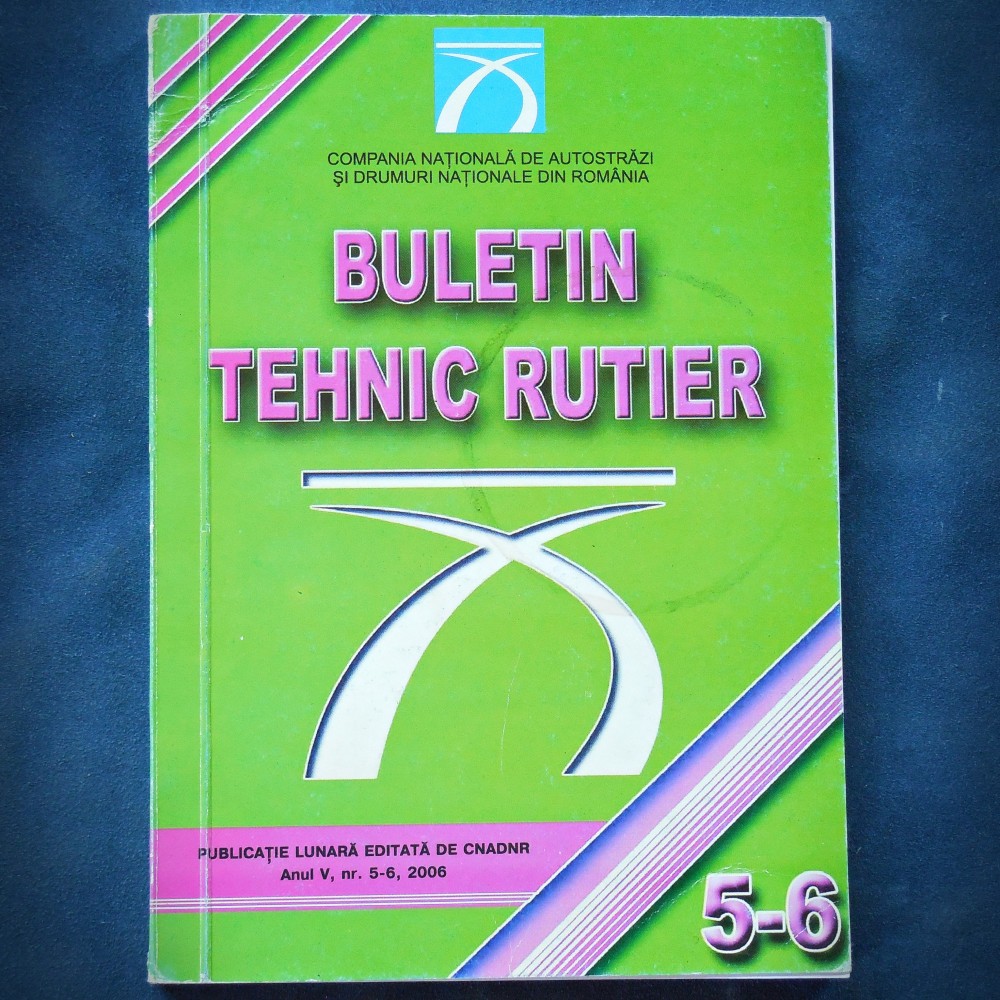 COMPANIA NAȚIONALĂ DE AUTOSTRĂZI
ȘI DRUMURI NAȚIONALE DIN ROMÂNIA
BULETIN
TEHNIC RUTIER
PUBLICAȚIE LUNARĂ EDITATĂ DE CNADNR
Anul V, nr. 5-6, 2006
5-6